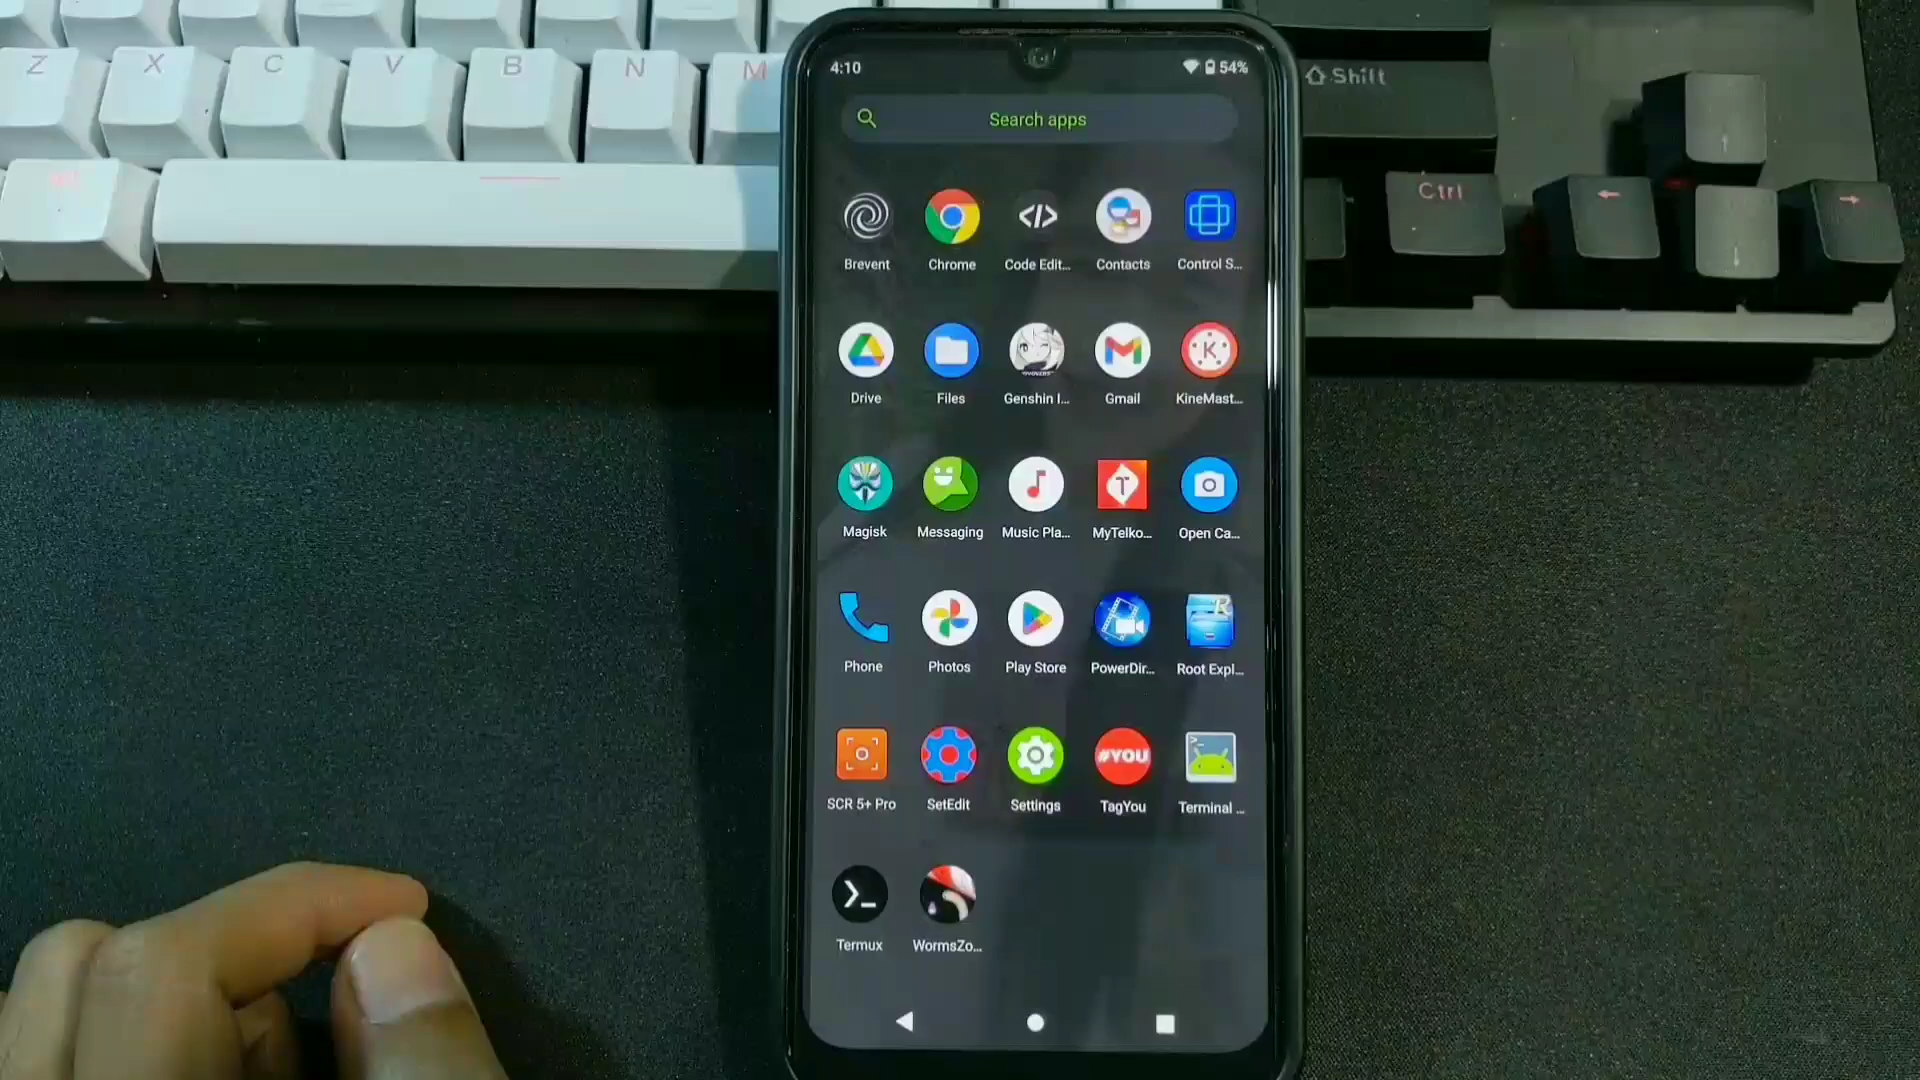 Z X C V B N M
4:10 54%
Shift
Search apps
Ctrl
Brevent Chrome Code Edit... Contacts Control S...
Drive Files Genshin I... Gmail KineMast...
K
Magisk Messaging Music Pla... MyTelko... Open Ca...
T
Phone Photos Play Store PowerDir... Root Expl...
R
#YOU
SCR 5+ Pro SetEdit Settings TagYou Terminal ...
Termux WormsZo...